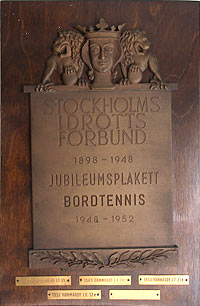 STOCKHOLMS
IDROTTS
FÖRBUND
1898 - 1948
JUBILEUMSPLAKETT
BORDTENNIS
1948 - 1952